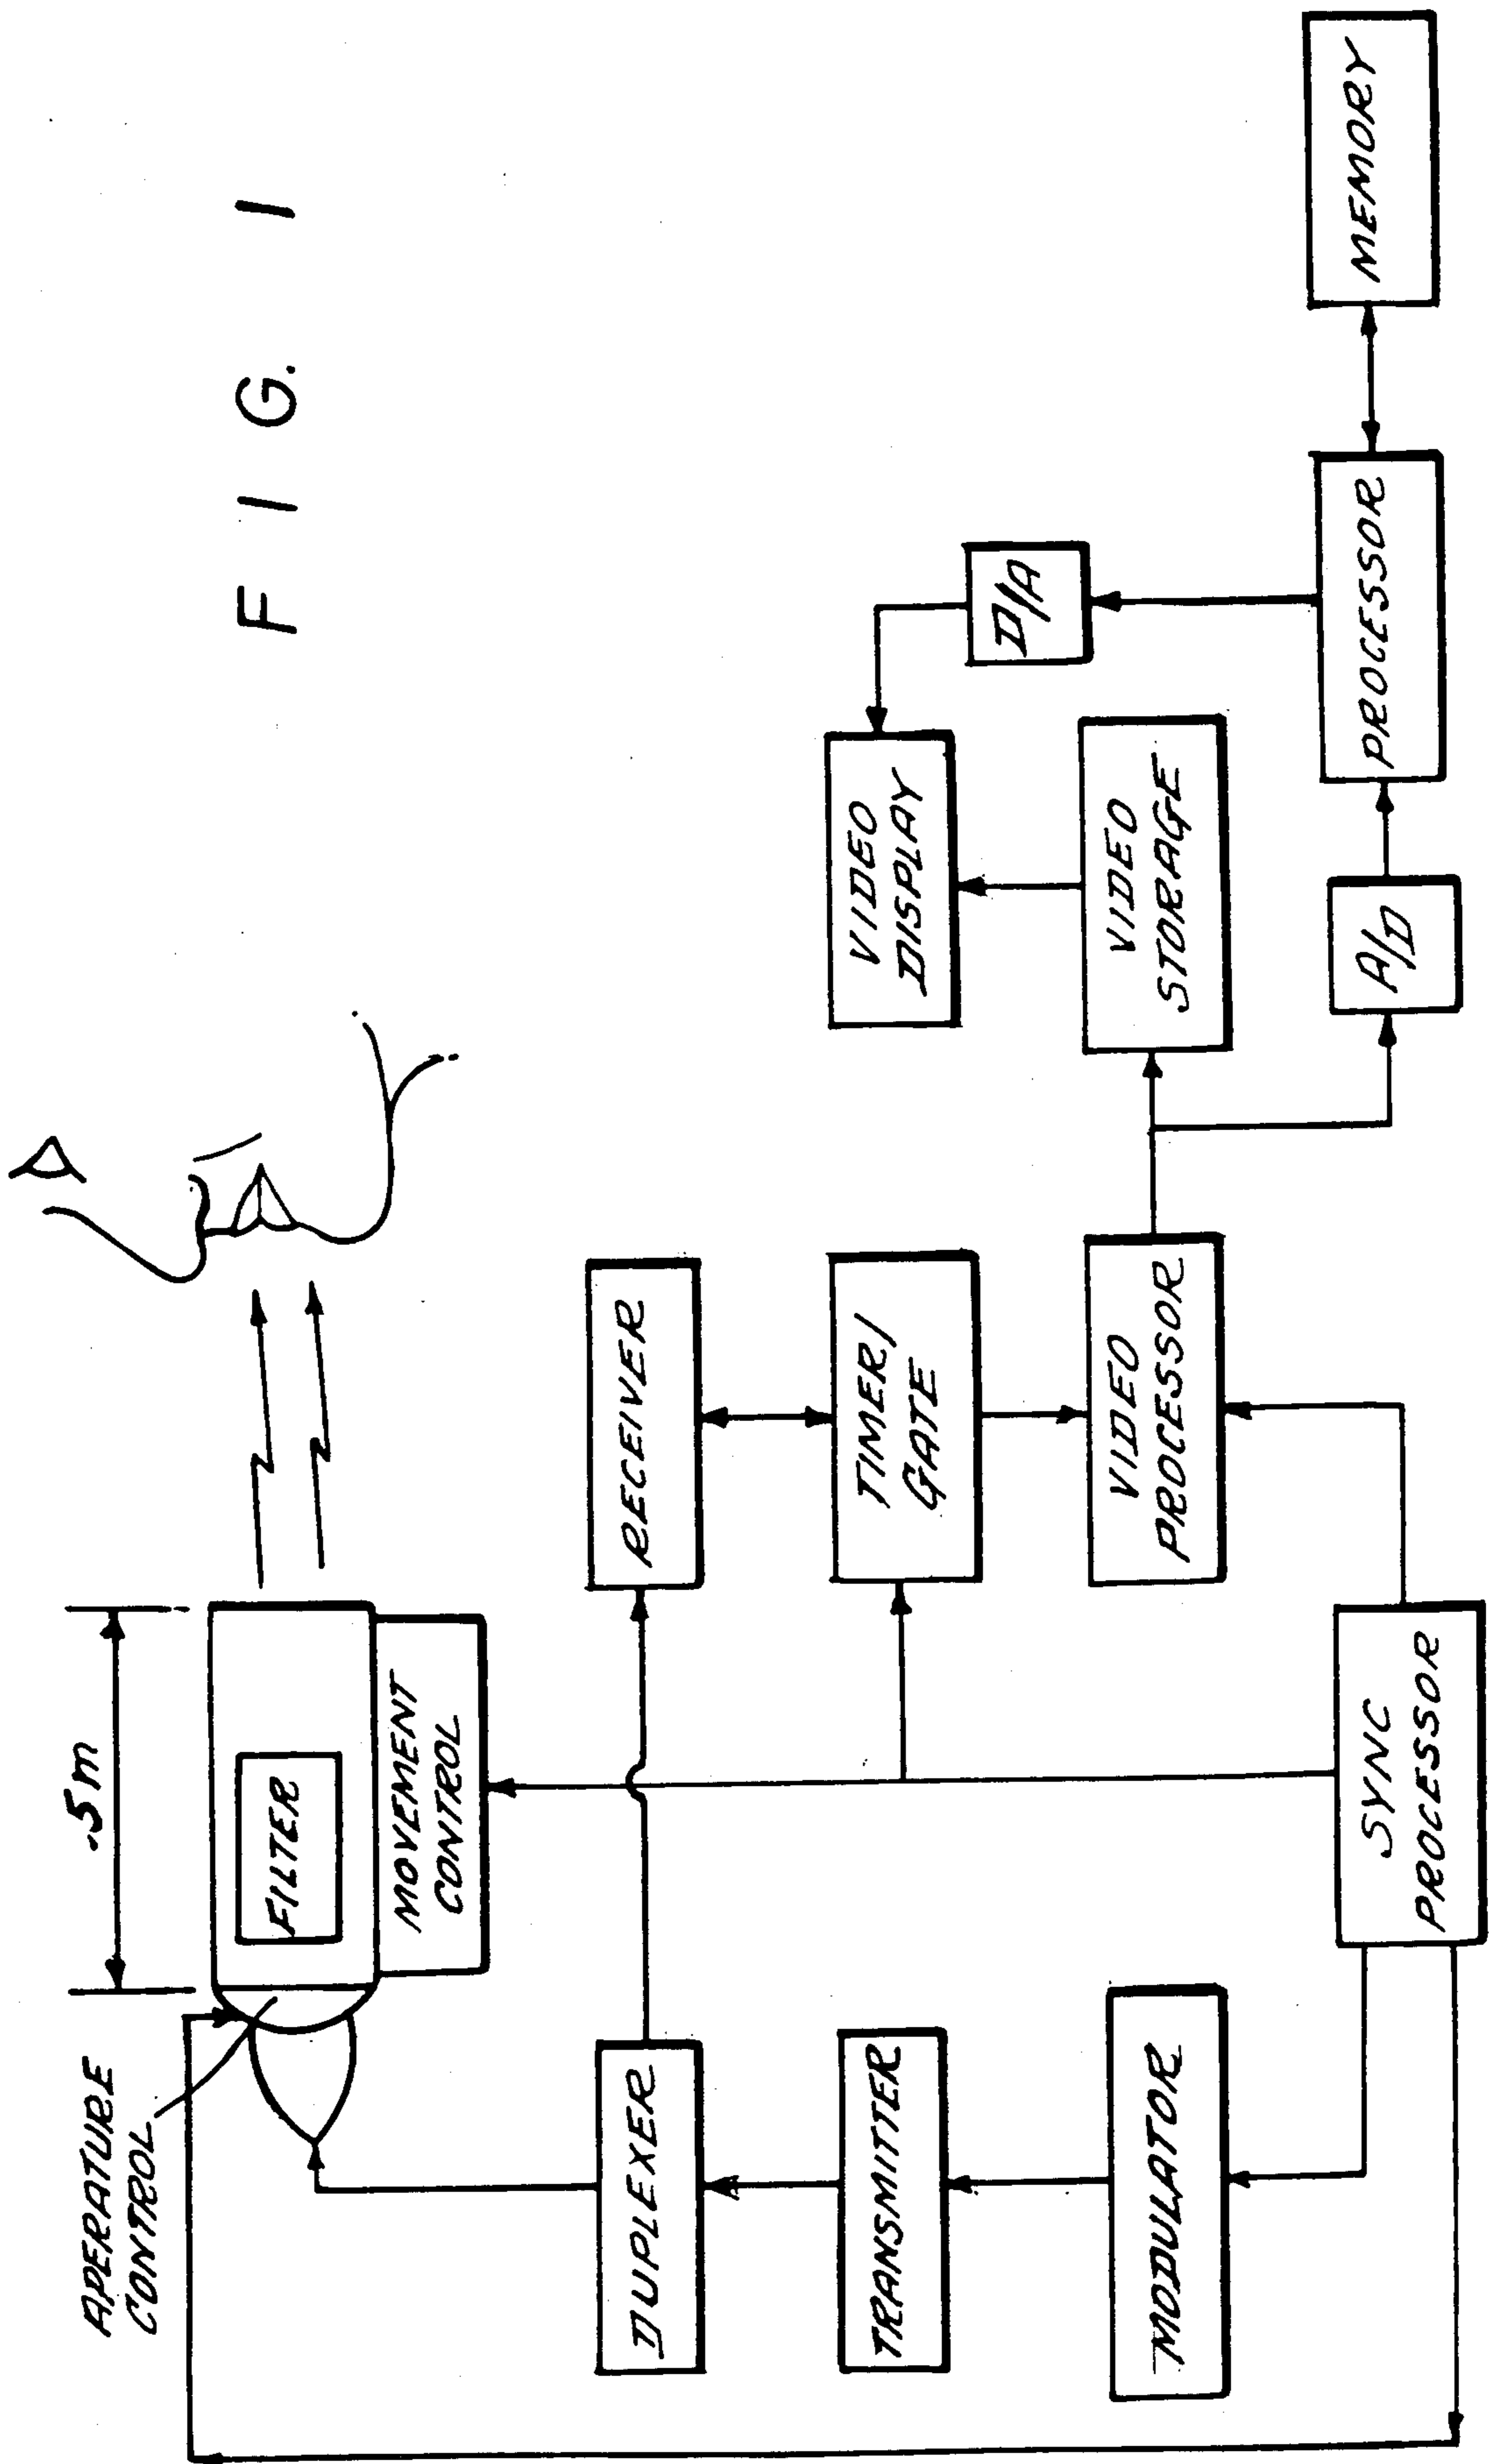 FIG. 1
APERATURE
CONTROL
.5m
FILTER
MOVEMENT
CONTROL
DUPLEXER
RECEIVER
TRANSMITTER
TIMER/
GATE
VIDEO
DISPLAY
D/A
MODULATOR
VIDEO
PROCESSOR
VIDEO
STORAGE
SYNC
PROCESSOR
A/D
PROCESSOR
MEMORY